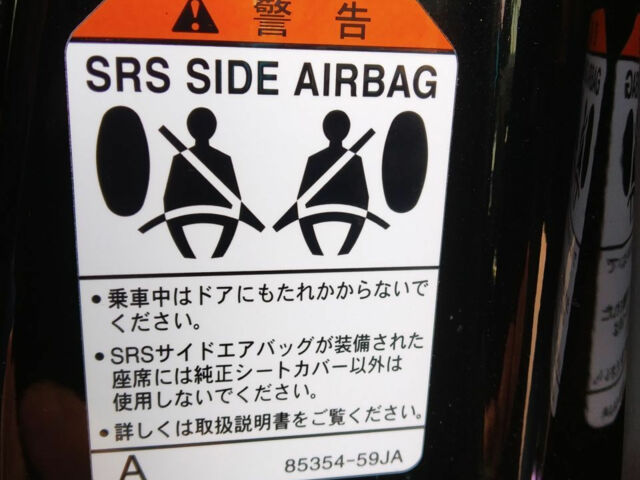 警告
SRS SIDE AIRBAG
・乗車中はドアにもたれかからないで
ください。
・SRSサイドエアバッグが装備された
座席には純正シートカバー以外は
使用しないでください。
・詳しくは取扱説明書をご覧ください。
A 85354-59JA